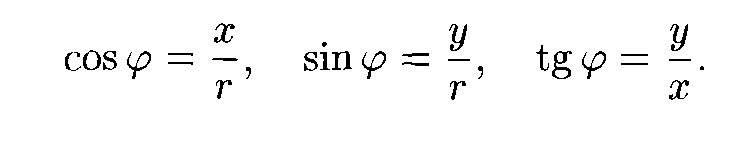 cos φ = x/r, sin φ = y/r, tg φ = y/x.